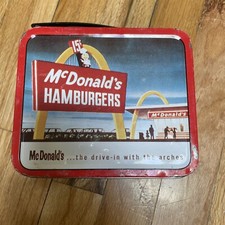 15¢
McDonald's
HAMBURGERS
McDonald's
McDonald's ...the drive-in with the arches